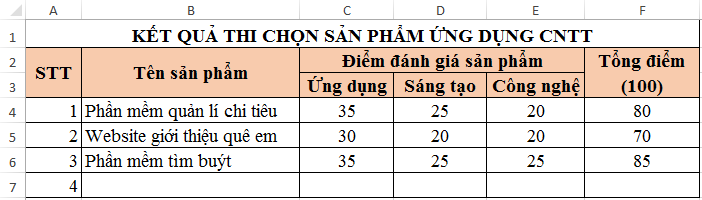 A B C D E F
1 KẾT QUẢ THI CHỌN SẢN PHẨM ỨNG DỤNG CNTT
2 STT Tên sản phẩm Điểm đánh giá sản phẩm Tổng điểm
3 Ứng dụng Sáng tạo Công nghệ (100)
4 1 Phần mềm quản lí chi tiêu 35 25 20 80
5 2 Website giới thiệu quê em 30 20 20 70
6 3 Phần mềm tìm buýt 35 25 25 85
7 4